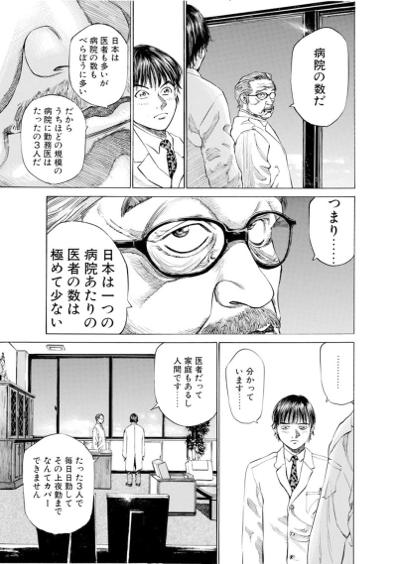 病院の数だ
日本は
医者も多いが
病院の数も
べらぼうに多い
だから
うちほどの規模の
病院に勤務医は
たったの3人だ
つまり……
日本は一つの
病院あたりの
医者の数は
極めて少ない
………
分かって
います……
医者だって
家庭もあるし
人間です……
たった3人で
毎日日勤して
その上夜勤まで
なんてカバー
できません